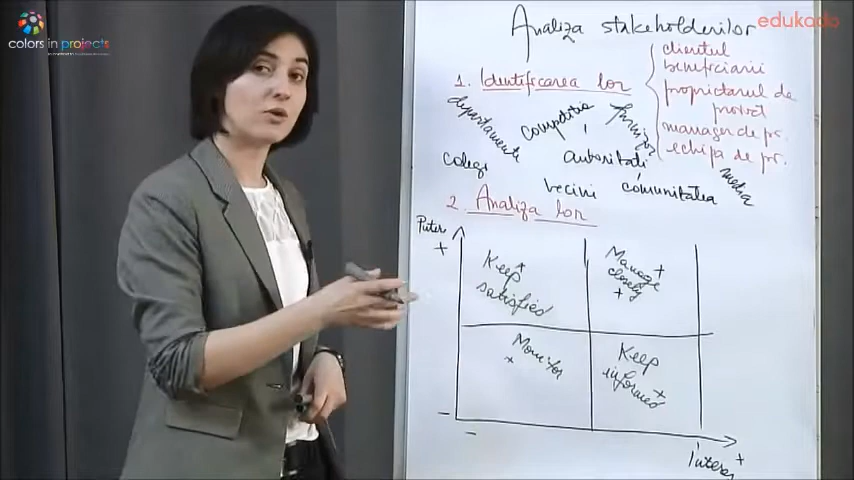 colors in projects
edukado
Analiza stakeholderilor
1. Identificarea lor
clientul
beneficiarii
proprietarul de
proiect
manager de pr.
echipa de pr.
departamente
competitia
furnizori
colegi
autoritati
media
vecini
comunitatea
2. Analiza lor
Putere
+
Keep
satisfied
Manage
closely
+
+
Monitor
Keep
informed
+
-
-
Interes +